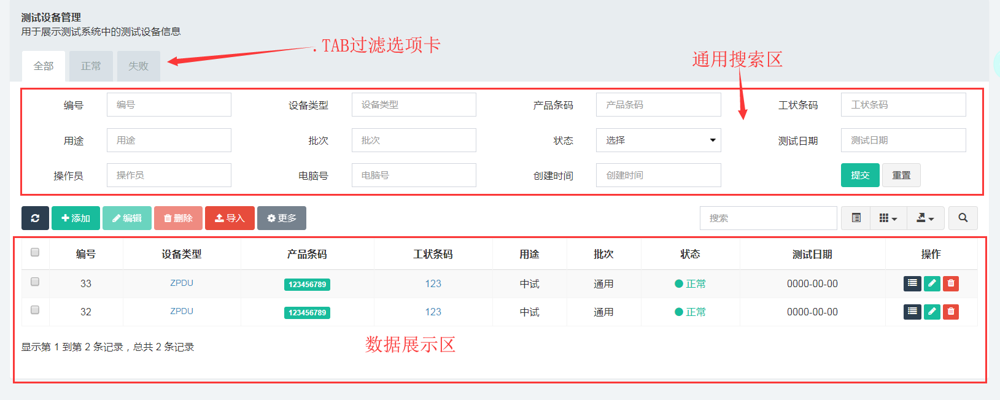 测试设备管理
用于展示测试系统中的测试设备信息
. TAB过滤选项卡
全部 正常 失败
通用搜索区
编号 编号 设备类型 设备类型 产品条码 产品条码 工状条码 工状条码
用途 用途 批次 批次 状态 选择 测试日期 测试日期
操作员 操作员 电脑号 电脑号 创建时间 创建时间 提交 重置
添加 编辑 删除 导入 更多 搜索
编号 设备类型 产品条码 工状条码 用途 批次 状态 测试日期 操作
33 ZPDU 123456789 123 中试 通用 正常 0000-00-00
32 ZPDU 123456789 123 中试 通用 正常 0000-00-00
显示第 1 到第 2 条记录，总共 2 条记录
数据展示区